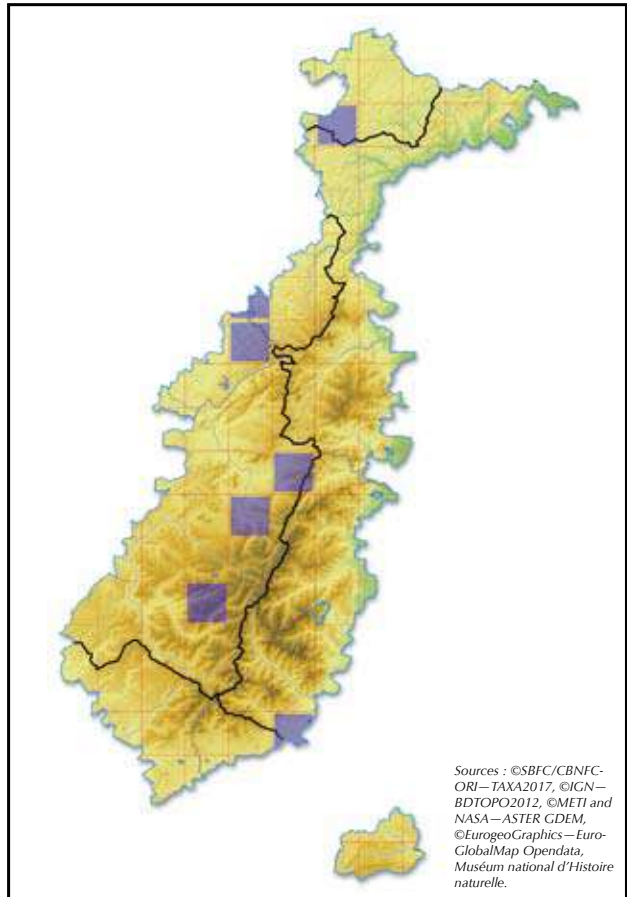 Sources : ©SBFC/CBNFC-
ORI—TAXA2017, ©IGN—
BDTOPO2012, ©METI and
NASA—ASTER GDEM,
©EurogeoGraphics—Euro-
GlobalMap Opendata,
Muséum national d'Histoire
naturelle.